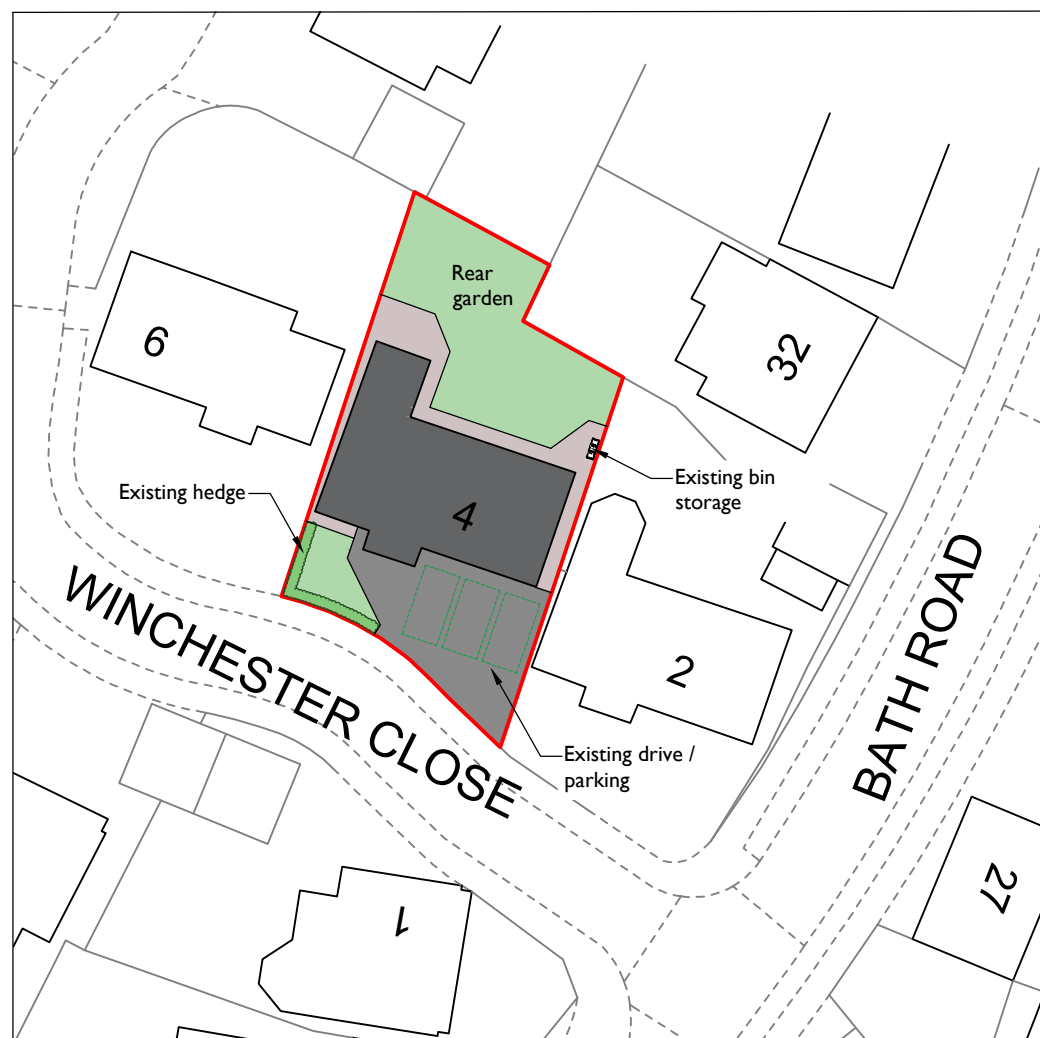 Rear
garden
6
32
Existing bin
storage
Existing hedge
4
WINCHESTER CLOSE
BATH ROAD
2
Existing drive /
parking
27
1